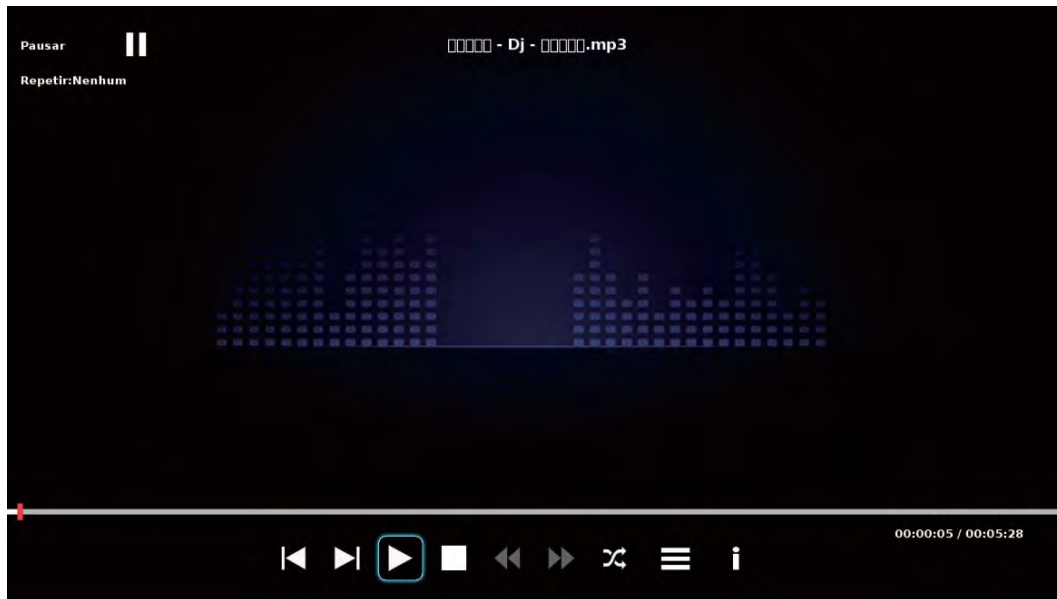 Pausar
□□□□□ - Dj - □□□□□.mp3
Repetir:Nenhum
00:00:05 / 00:05:28